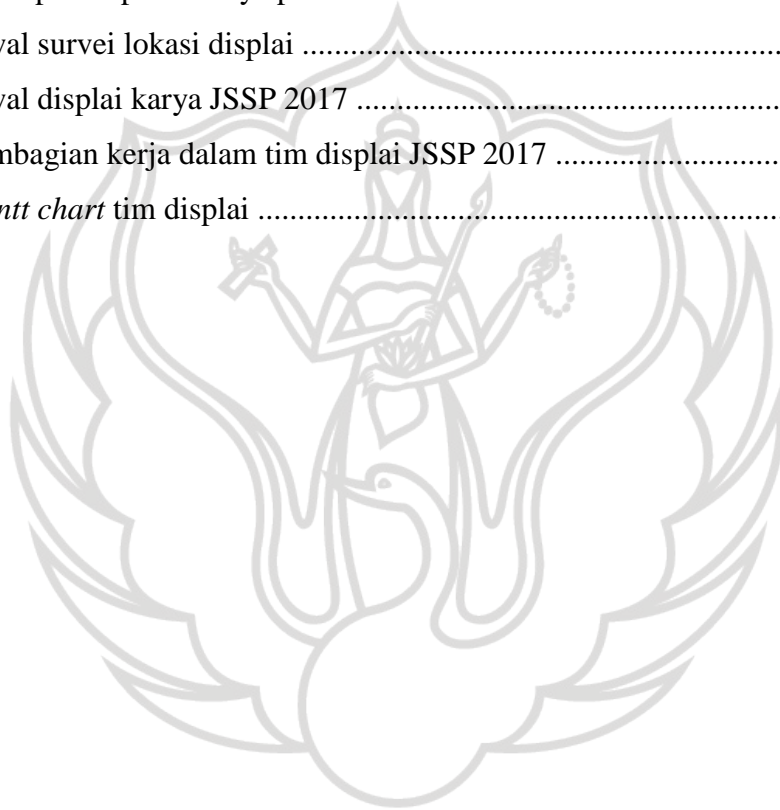 val survei lokasi displai ................................................................
val displai karya JSSP 2017 .........................................................
mbagian kerja dalam tim displai JSSP 2017 ................................
ntt chart tim displai .....................................................................